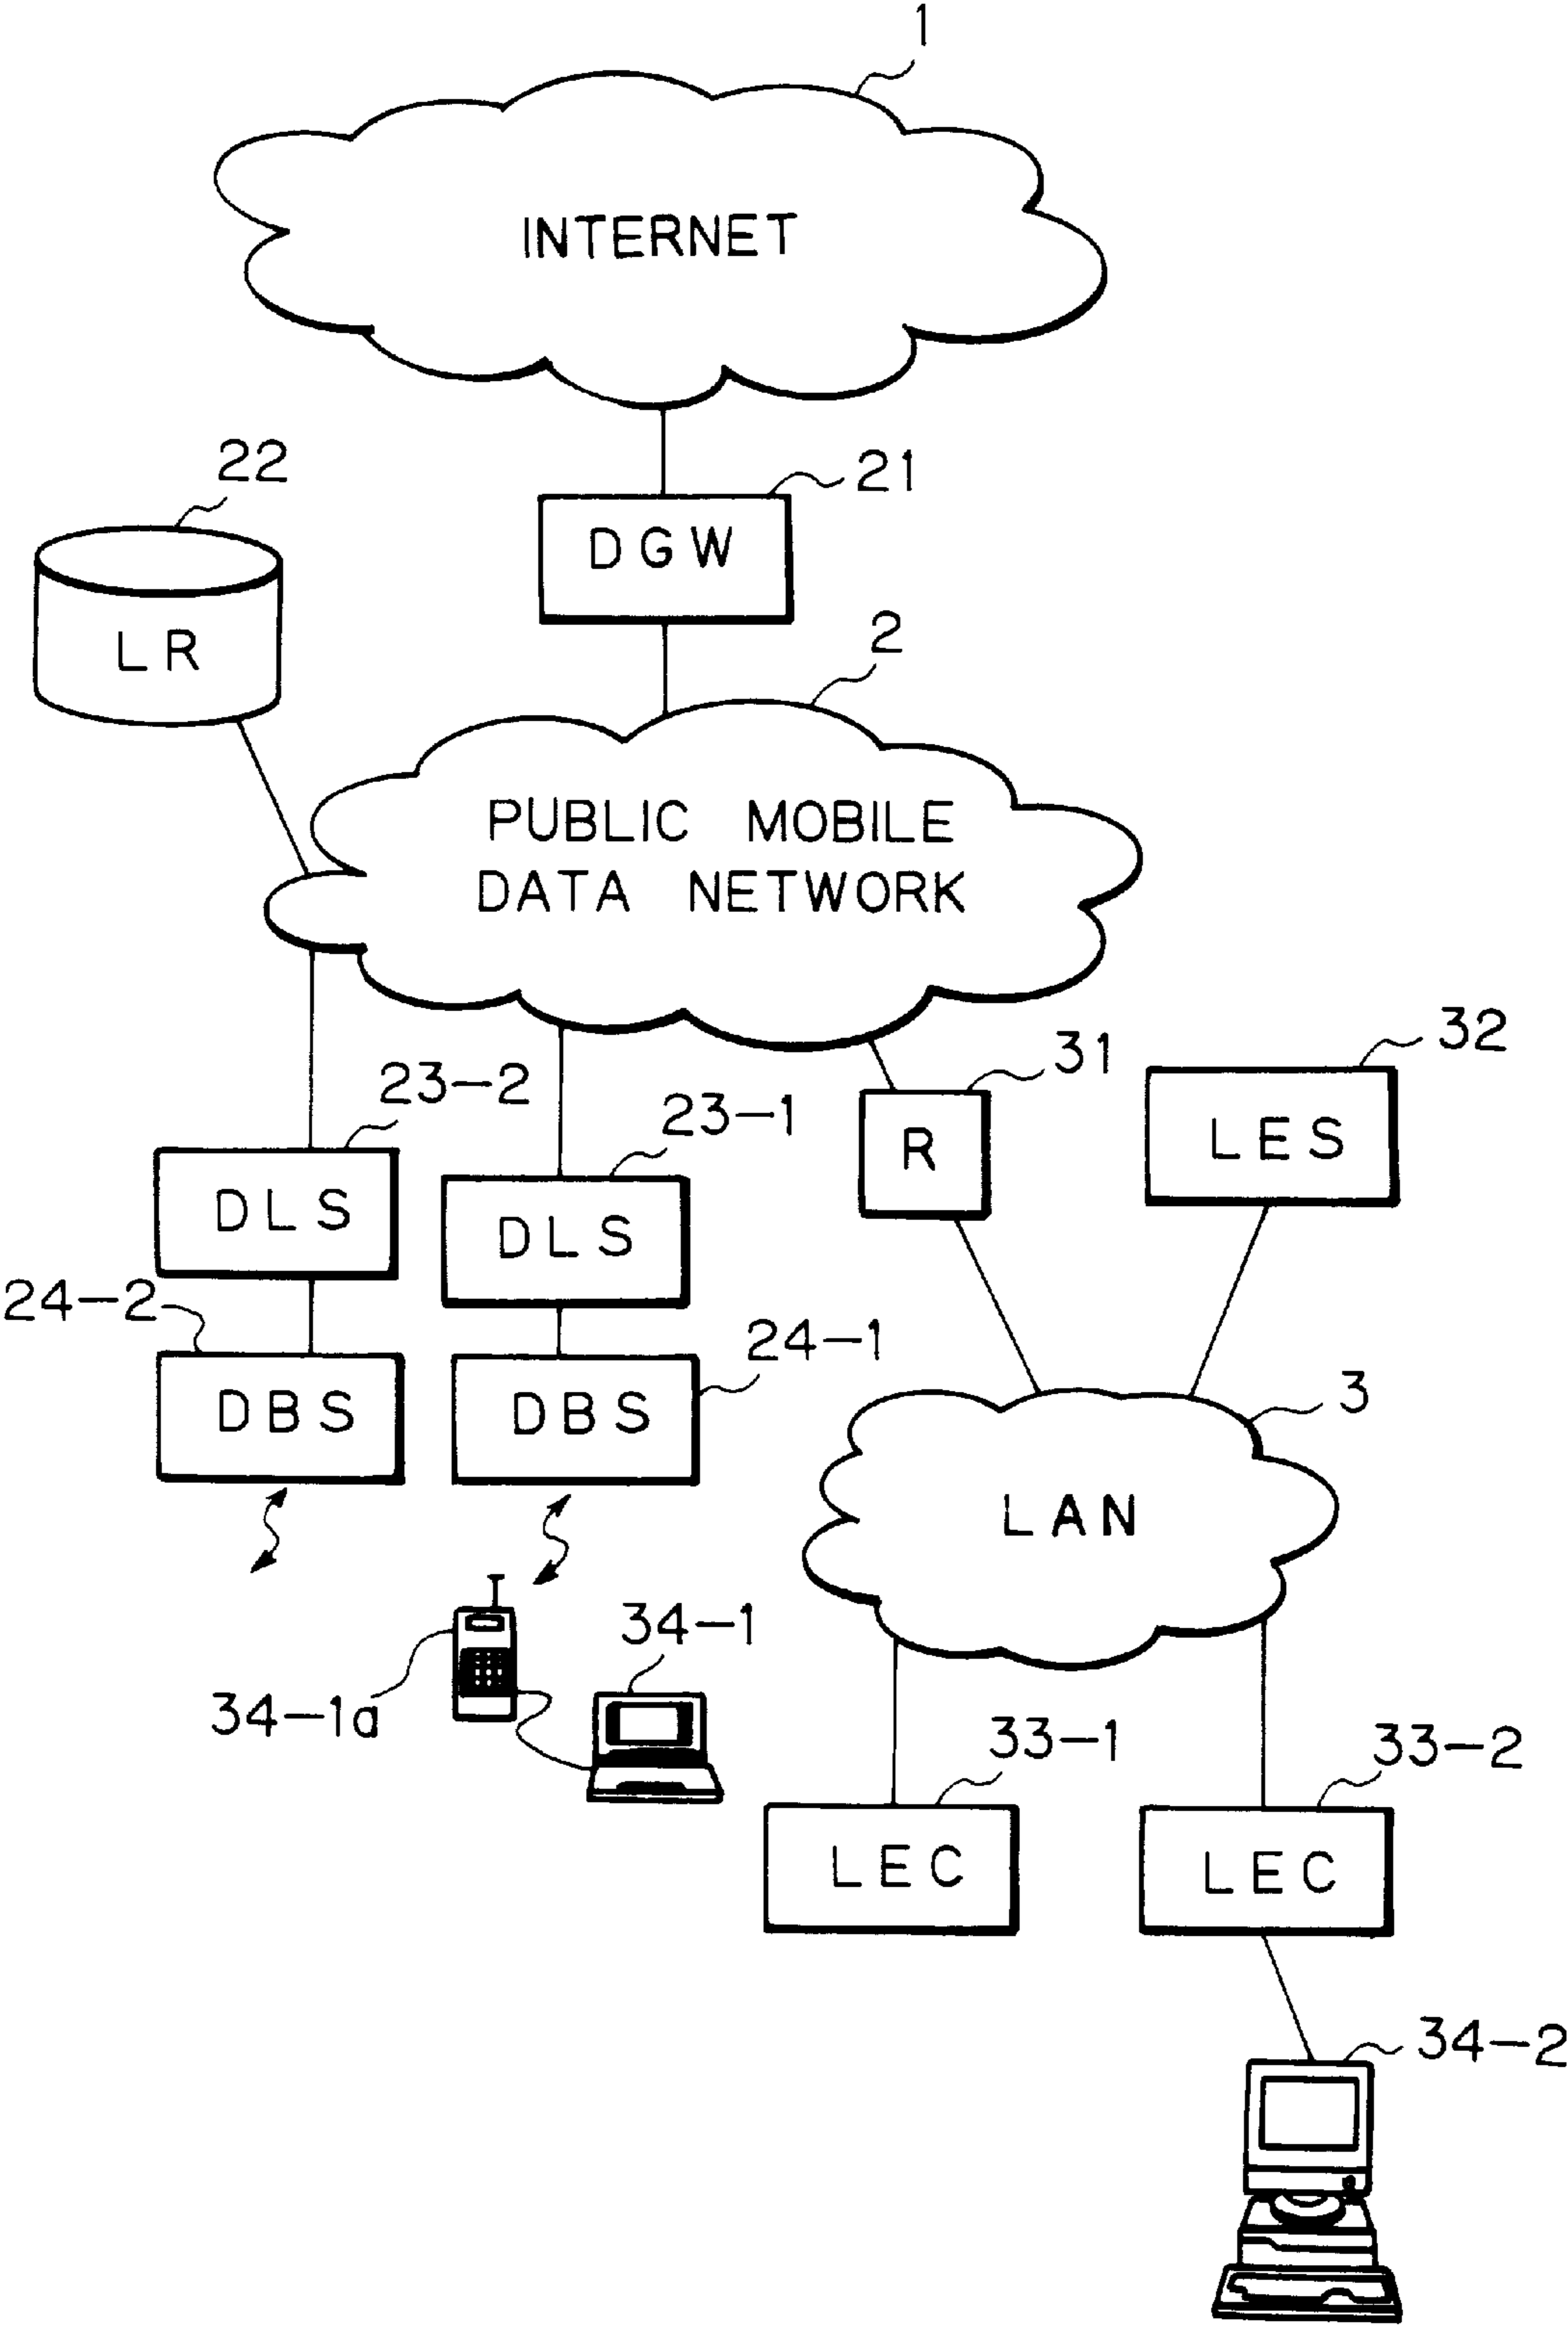 1
INTERNET
22
21
DGW
LR
2
PUBLIC MOBILE
DATA NETWORK
31
32
23-2
23-1
R
LES
DLS
DLS
24-2
24-1
3
DBS
DBS
LAN
34-1
34-1a
33-1
33-2
LEC
LEC
34-2